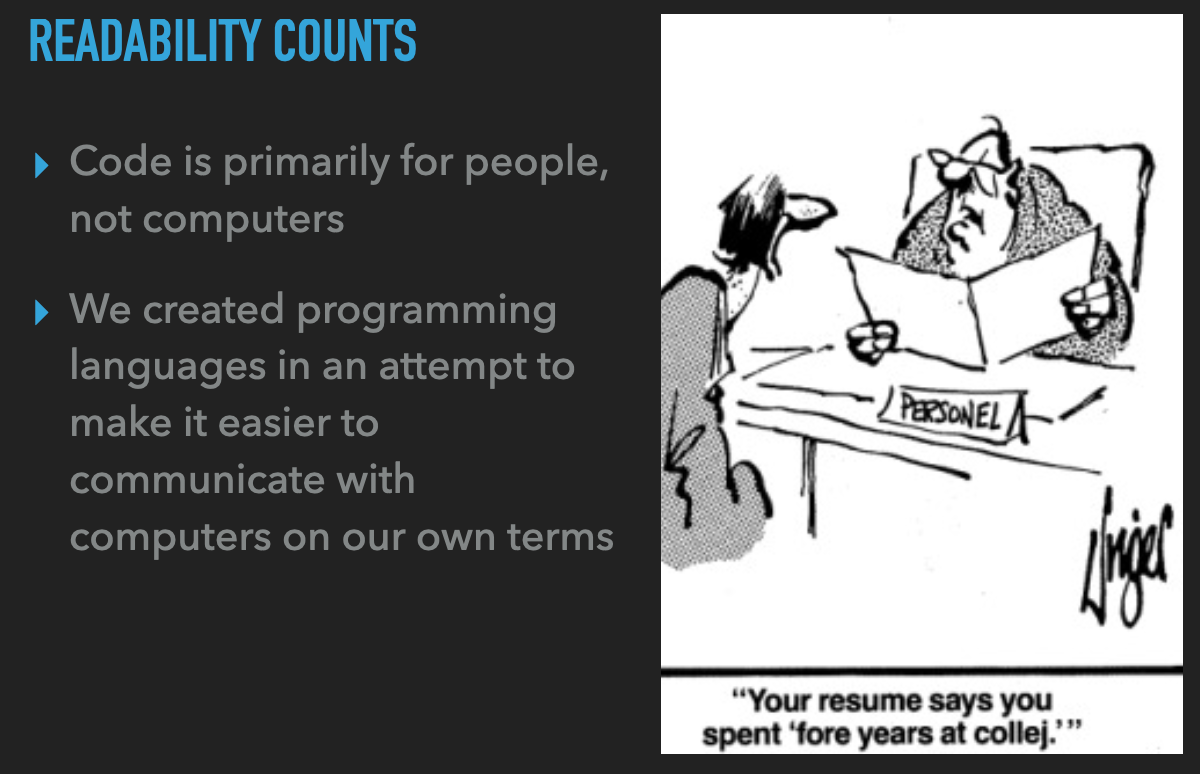 READABILITY COUNTS
Code is primarily for people,
not computers
We created programming
languages in an attempt to
make it easier to
communicate with
computers on our own terms
PERSONEL
“Your resume says you
spent ‘fore years at collej.’”